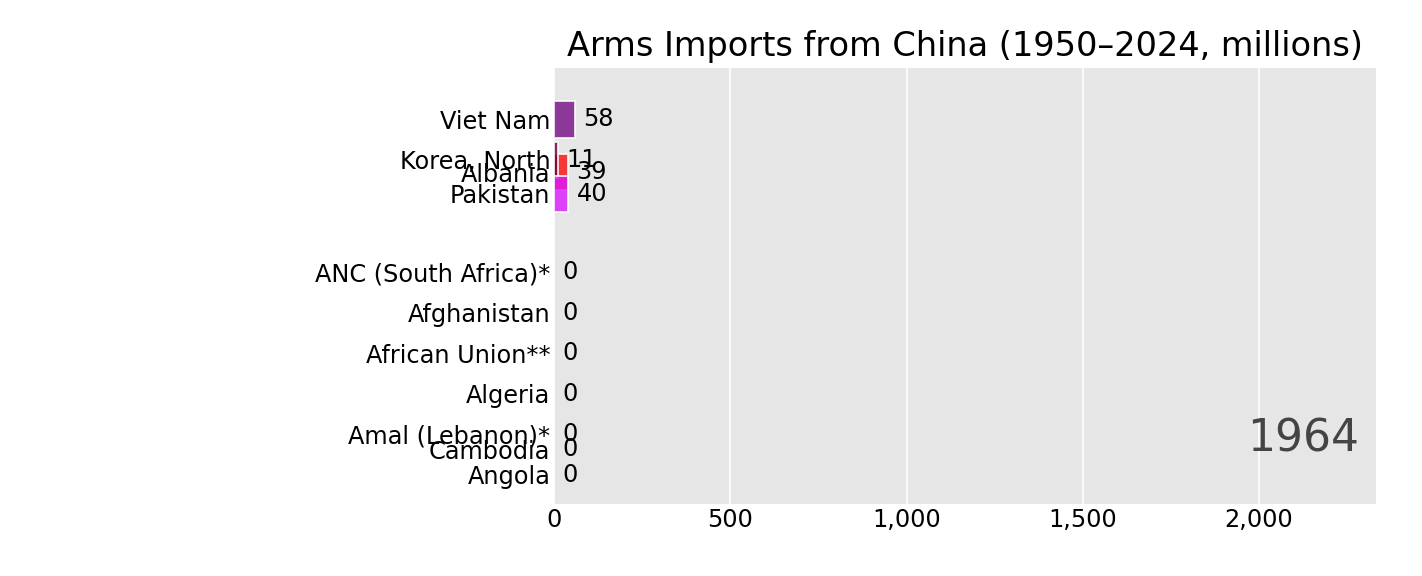 Arms Imports from China (1950–2024, millions)
Viet Nam 58
Korea, North 11
Albania 39
Pakistan 40
ANC (South Africa)* 0
Afghanistan 0
African Union** 0
Algeria 0
Amal (Lebanon)* 0
Cambodia 0
Angola 0
1964
0 500 1,000 1,500 2,000